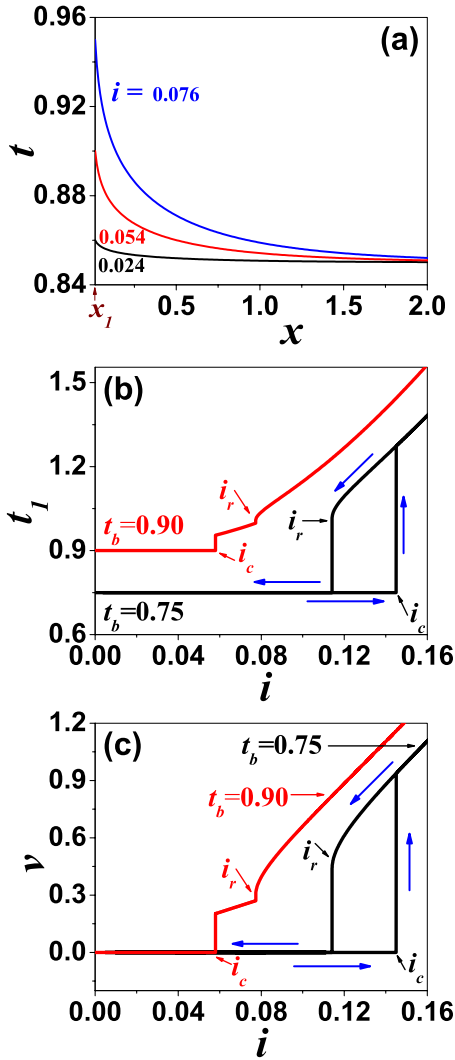 (a)
0.96
0.92
0.88
0.84
t
i = 0.076
0.054
0.024
x1
0.5
1.0
1.5
2.0
x
(b)
1.5
1.2
0.9
0.6
t1
ir
tb=0.90
ic
ir
tb=0.75
ic
0.00
0.04
0.08
0.12
0.16
i
(c)
1.2
0.9
0.6
0.3
0.0
v
tb=0.75
tb=0.90
ir
ir
ic
ic
0.00
0.04
0.08
0.12
0.16
i